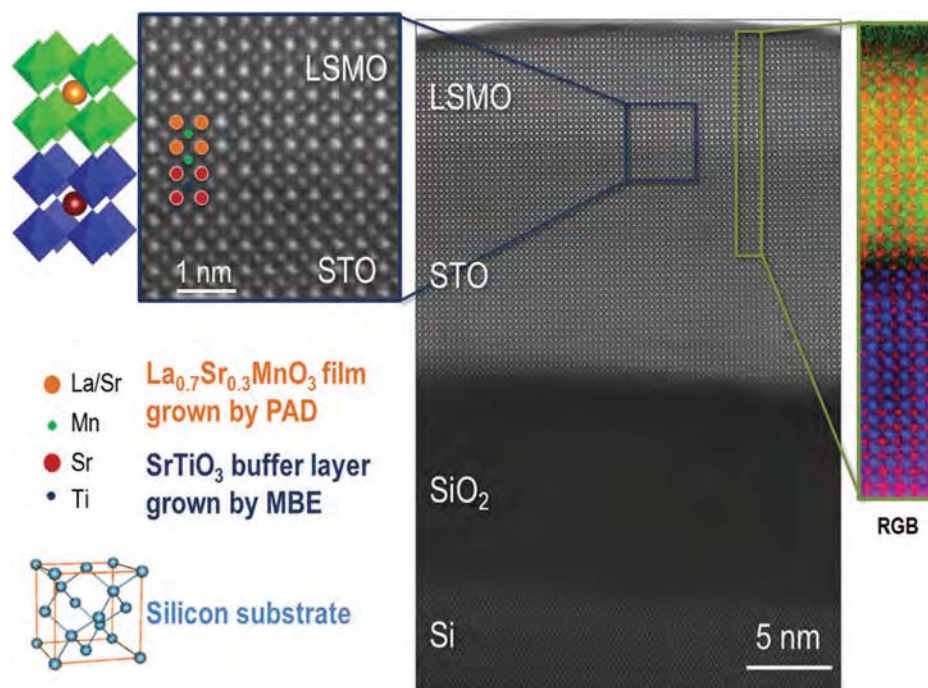 LSMO
STO
1 nm
LSMO
STO
SiO₂
Si
5 nm
RGB
La/Sr
Mn
Sr
Ti
La₀.₇Sr₀.₃MnO₃ film
grown by PAD
SrTiO₃ buffer layer
grown by MBE
Silicon substrate